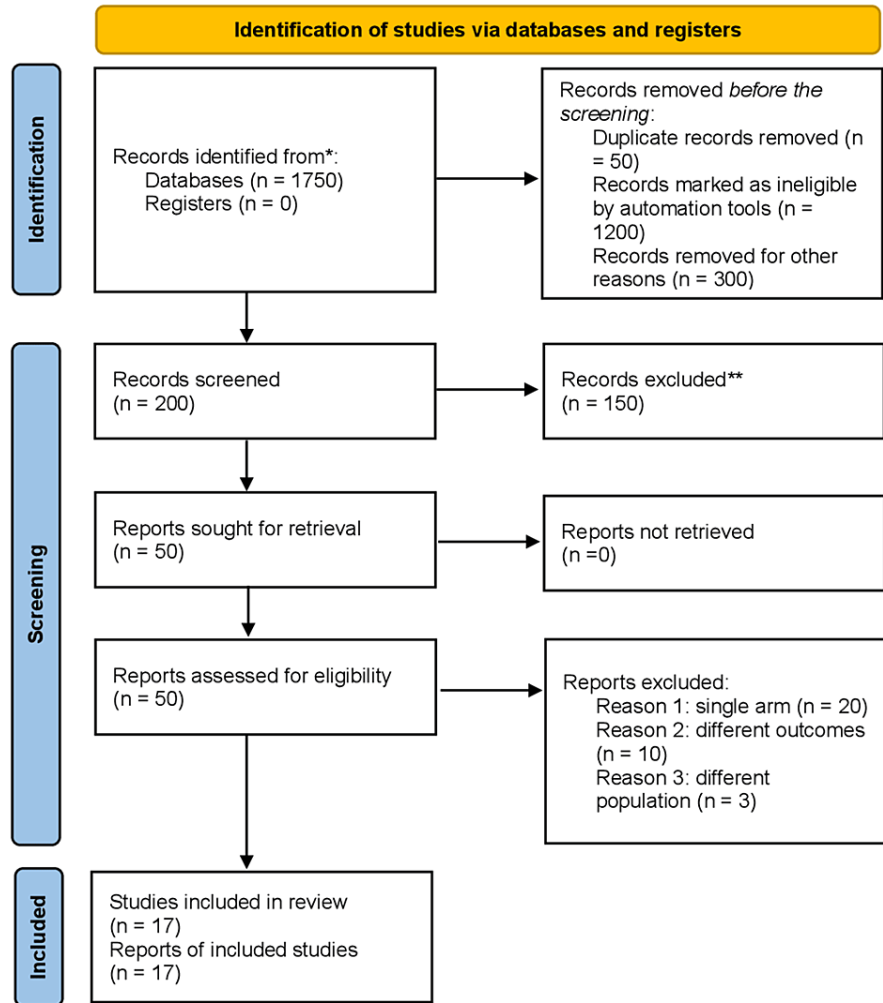 Identification of studies via databases and registers
Identification
Records identified from*:
Databases (n = 1750)
Registers (n = 0)
Records removed before the
screening:
Duplicate records removed (n
= 50)
Records marked as ineligible
by automation tools (n =
1200)
Records removed for other
reasons (n = 300)
Screening
Records screened
(n = 200)
Records excluded**
(n = 150)
Reports sought for retrieval
(n = 50)
Reports not retrieved
(n =0)
Reports assessed for eligibility
(n = 50)
Reports excluded:
Reason 1: single arm (n = 20)
Reason 2: different outcomes
(n = 10)
Reason 3: different
population (n = 3)
Included
Studies included in review
(n = 17)
Reports of included studies
(n = 17)